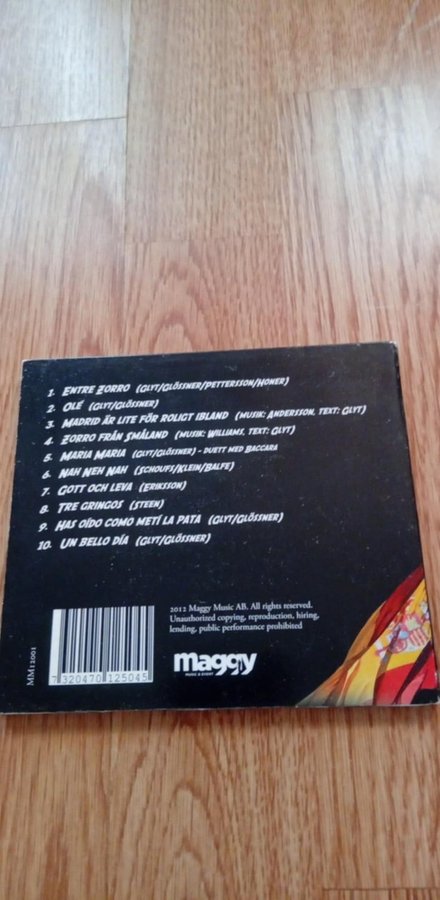 1. Entre Zorro (Glyt/Glössner/Pettersson/Honer)
2. Olé (Glyt/Glössner)
3. Madrid är lite för roligt ibland (Musik: Andersson, Text: Glyt)
4. Zorro från Småland (Musik: Williams, Text: Glyt)
5. Maria Maria (Glyt/Glössner) - Duett med Baccara
6. Nah Neh Nah (Schoufs/Klein/Balfe)
7. Gott och leva (Eriksson)
8. Tre gringos (Steen)
9. Has oído como metí la pata (Glyt/Glössner)
10. Un bello día (Glyt/Glössner)
MM12001
7 320470 125045
2012 Maggy Music AB. All rights reserved.
Unauthorized copying, reproduction, hiring,
lending, public performance prohibited
maggy
MUSIC & EVENT